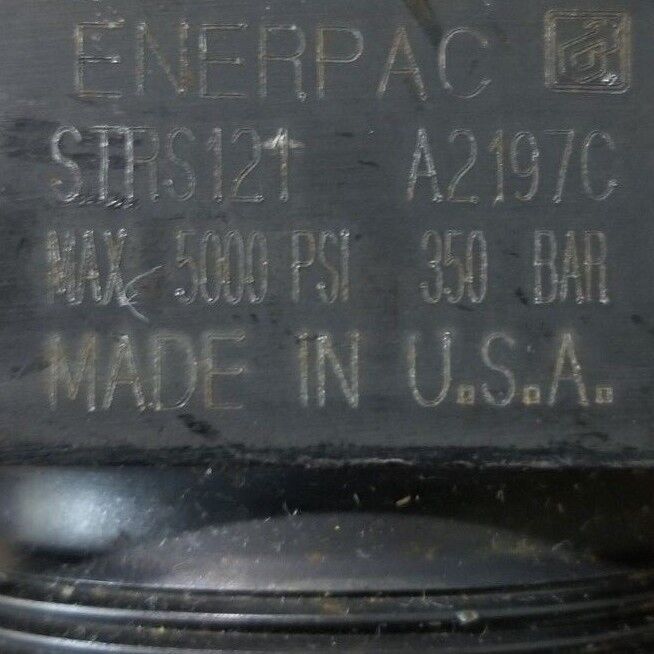 ENERPAC
STRS121 A2197C
MAX 5000 PSI 350 BAR
MADE IN U.S.A.